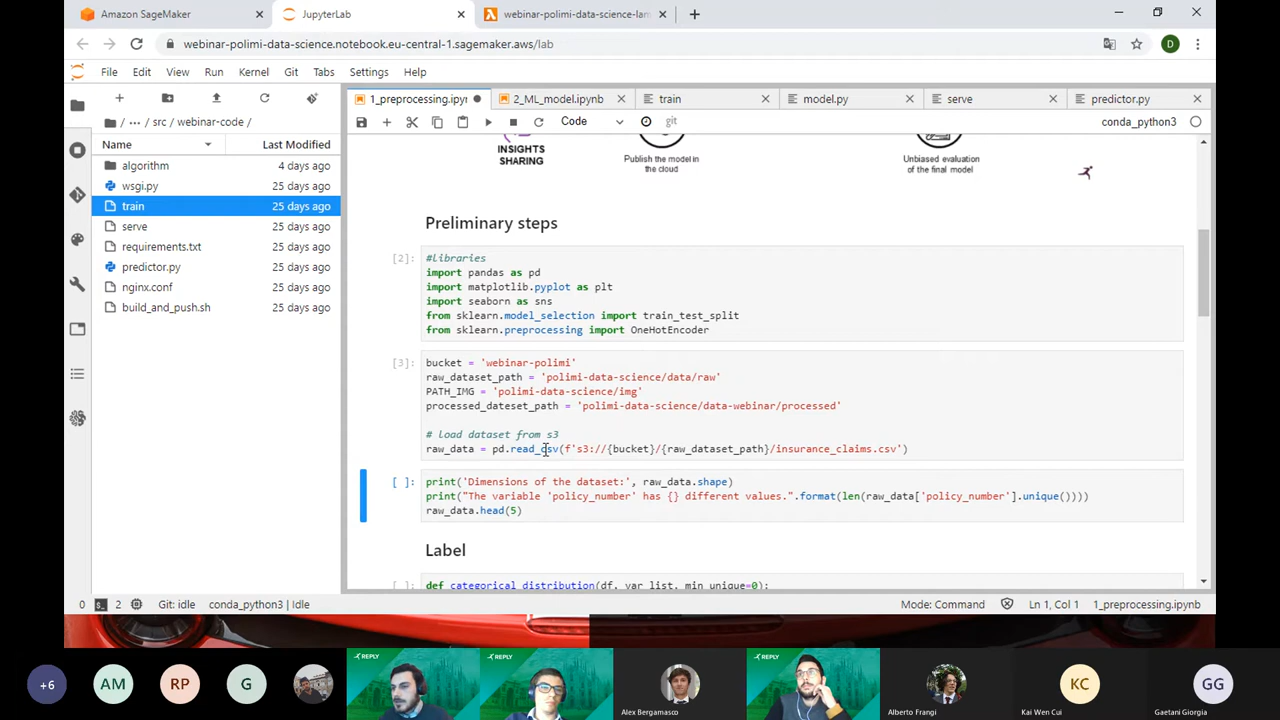 Amazon SageMaker
JupyterLab
webinar-polimi-data-science-lam
webinar-polimi-data-science.notebook.eu-central-1.sagemaker.aws/lab
D
File Edit View Run Kernel Git Tabs Settings Help
1_preprocessing.ipyn
2_ML_model.ipynb
train
model.py
serve
predictor.py
/ ··· / src / webinar-code /
Code
git
conda_python3
Name
Last Modified
algorithm 4 days ago
wsgi.py 25 days ago
train 25 days ago
serve 25 days ago
requirements.txt 25 days ago
predictor.py 25 days ago
nginx.conf 25 days ago
build_and_push.sh 25 days ago
INSIGHTS
SHARING
Publish the model in
the cloud
Unbiased evaluation
of the final model
Preliminary steps
[2]:
#libraries
import pandas as pd
import matplotlib.pyplot as plt
import seaborn as sns
from sklearn.model_selection import train_test_split
from sklearn.preprocessing import OneHotEncoder
[3]:
bucket = 'webinar-polimi'
raw_dataset_path = 'polimi-data-science/data/raw'
PATH_IMG = 'polimi-data-science/img'
processed_dateset_path = 'polimi-data-science/data-webinar/processed'
# load dataset from s3
raw_data = pd.read_csv(f's3://{bucket}/{raw_dataset_path}/insurance_claims.csv')
[ ]:
print('Dimensions of the dataset:', raw_data.shape)
print("The variable 'policy_number' has {} different values.".format(len(raw_data['policy_number'].unique())))
raw_data.head(5)
Label
[ ]:
def categorical_distribution(df, var_list, min_unique=0):
0 2 Git: idle conda_python3 | Idle
Mode: Command Ln 1, Col 1 1_preprocessing.ipynb
+6
AM
RP
G
REPLY
REPLY
Alex Bergamasco
REPLY
Alberto Frangi
KC
Kai Wen Cui
GG
Gaetani Giorgia